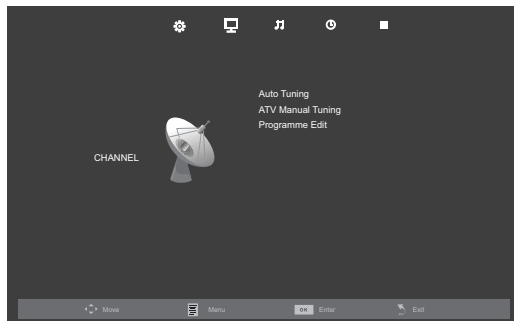 Auto Tuning
ATV Manual Tuning
Programme Edit
CHANNEL
Move Menu OK Enter Exit